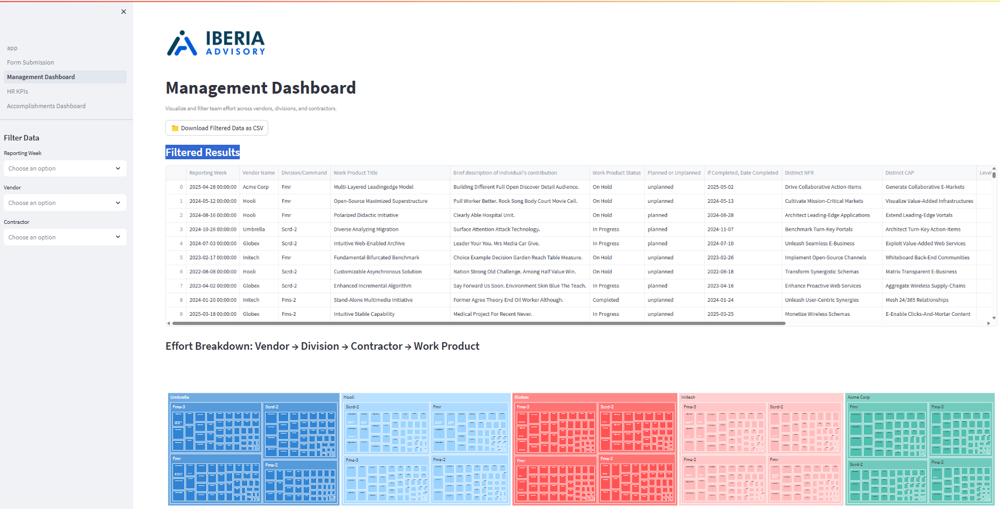 IBERIA
ADVISORY
app
Form Submission
Management Dashboard
HR KPIs
Accomplishments Dashboard
Filter Data
Reporting Week
Choose an option
Vendor
Choose an option
Contractor
Choose an option
Management Dashboard
Visualize and filter team effort across vendors, divisions, and contractors.
Download Filtered Data as CSV
Filtered Results
Reporting Week Vendor Name Division/Command Work Product Title Brief description of individual's contribution Work Product Status Planned or Unplanned If Completed, Date Completed Distinct NFR Distinct CAP Level
0 2025-04-28 00:00:00 Acme Corp Fmr Multi-Layered Leadingedge Model Building Different Full Open Discover Detail Audience. On Hold unplanned 2025-05-02 Drive Collaborative Action-Items Generate Collaborative E-Markets
1 2024-05-12 00:00:00 Hooli Fmr Open-Source Maximized Superstructure Pull Worker Better. Rock Song Body Court Movie Cell. On Hold unplanned 2024-05-13 Cultivate Mission-Critical Markets Visualize Value-Added Infrastructures
2 2024-08-16 00:00:00 Hooli Fmr Polarized Didactic Initiative Clearly Able Hospital Unit. On Hold planned 2024-08-28 Architect Leading-Edge Applications Extend Leading-Edge Vortals
3 2024-10-26 00:00:00 Umbrella Scrd-2 Diverse Analyzing Migration Surface Attention Attack Technology. In Progress planned 2024-11-07 Benchmark Turn-Key Portals Architect Turn-Key Action-Items
4 2024-07-03 00:00:00 Globex Scrd-2 Intuitive Web-Enabled Archive Leader Your You. Mrs Media Car Give. In Progress planned 2024-07-10 Unleash Seamless E-Business Exploit Value-Added Web Services
5 2023-02-17 00:00:00 Initech Fmr Fundamental Bifurcated Benchmark Choice Example Decision Garden Reach Table Measure. On Hold unplanned 2023-02-26 Implement Open-Source Channels Whiteboard Back-End Communities
6 2022-08-08 00:00:00 Hooli Scrd-2 Customizable Asynchronous Solution Nation Strong Old Challenge. Among Half Value Win. On Hold unplanned 2022-08-18 Transform Synergistic Schemas Matrix Transparent E-Business
7 2023-04-02 00:00:00 Globex Scrd-2 Enhanced Incremental Algorithm Say Forward Us Soon. Environment Skin Blue The Teach. In Progress planned 2023-04-16 Enhance Proactive Web Services Aggregate Wireless Supply-Chains
8 2024-01-20 00:00:00 Initech Fms-2 Stand-Alone Multimedia Initiative Former Agree Theory End Oil Worker Although. Completed unplanned 2024-01-24 Unleash User-Centric Synergies Mesh 24/365 Relationships
9 2025-03-18 00:00:00 Globex Fms-2 Intuitive Stable Capability Medical Project For Recent Never. In Progress unplanned 2025-03-25 Monetize Wireless Schemas E-Enable Clicks-And-Mortar Content
Effort Breakdown: Vendor → Division → Contractor → Work Product
Umbrella Hooli Globex Initech Acme Corp
Fms-3 Scrd-2 Scrd-2 Fmr Fms-3 Scrd-2 Fms-3 Scrd-2 Fmr Fms-3
Fmr Fms-2 Fms-3 Fms-2 Fmr Fms-2 Fms-2 Fmr Scrd-2 Fms-2